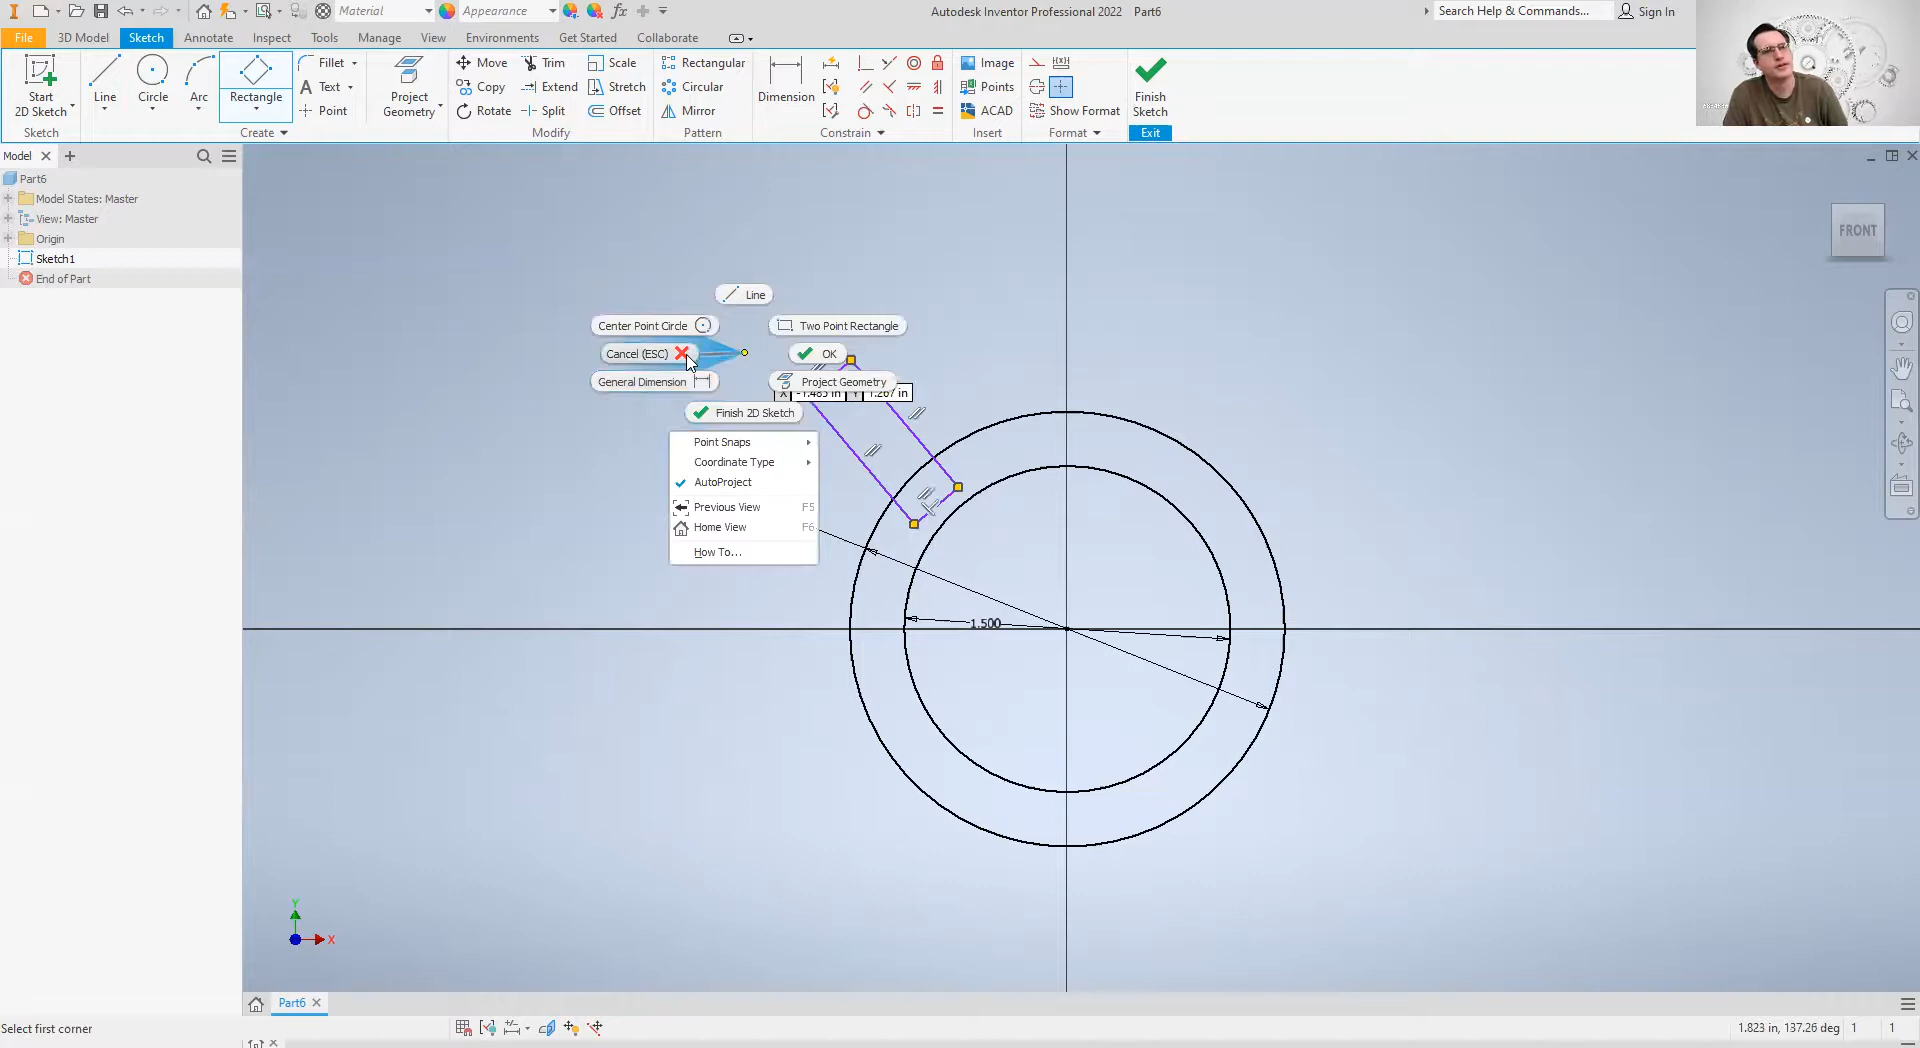 Material
Appearance
Autodesk Inventor Professional 2022 Part6
Search Help & Commands...
Sign In
File
3D Model
Sketch
Annotate
Inspect
Tools
Manage
View
Environments
Get Started
Collaborate
Start
2D Sketch
Line
Circle
Arc
Rectangle
Fillet
Text
Point
Project
Geometry
Move
Copy
Rotate
Trim
Extend
Split
Scale
Stretch
Offset
Rectangular
Circular
Mirror
Dimension
Image
Points
ACAD
Show Format
Finish
Sketch
Sketch
Create
Modify
Pattern
Constrain
Insert
Format
Exit
Model
Part6
Model States: Master
View: Master
Origin
Sketch1
End of Part
FRONT
Line
Center Point Circle
Two Point Rectangle
Cancel (ESC)
OK
General Dimension
Project Geometry
X -1.485 in Y 1.267 in
Finish 2D Sketch
Point Snaps
Coordinate Type
AutoProject
Previous View F5
Home View F6
How To...
1.500
Y
X
Part6
Select first corner
1.823 in, 137.26 deg 1 1